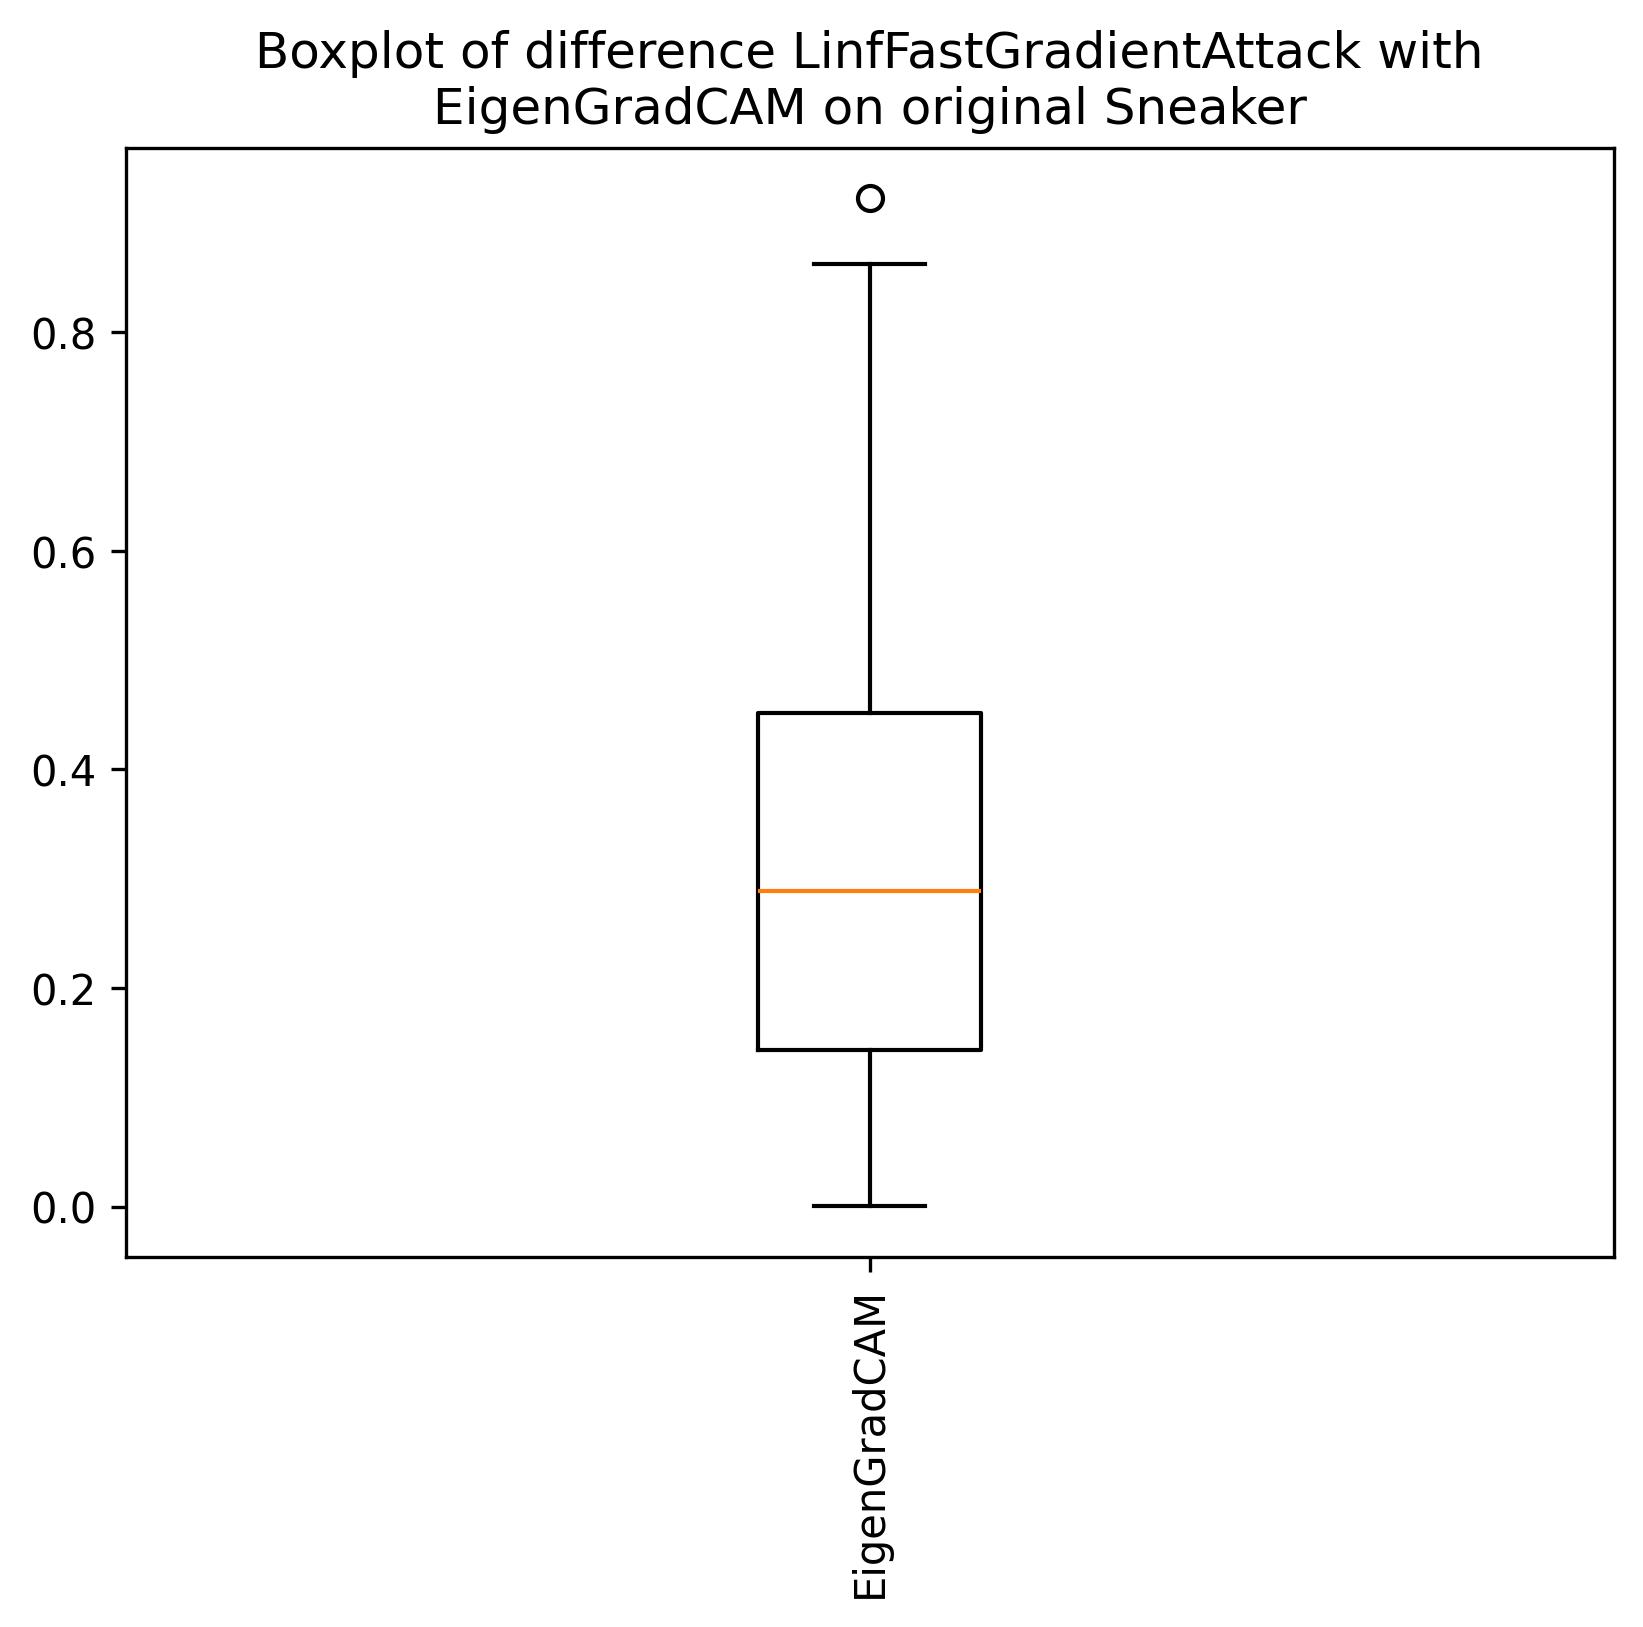 Boxplot of difference LinfFastGradientAttack with
EigenGradCAM on original Sneaker
0.8
0.6
0.4
0.2
0.0
EigenGradCAM